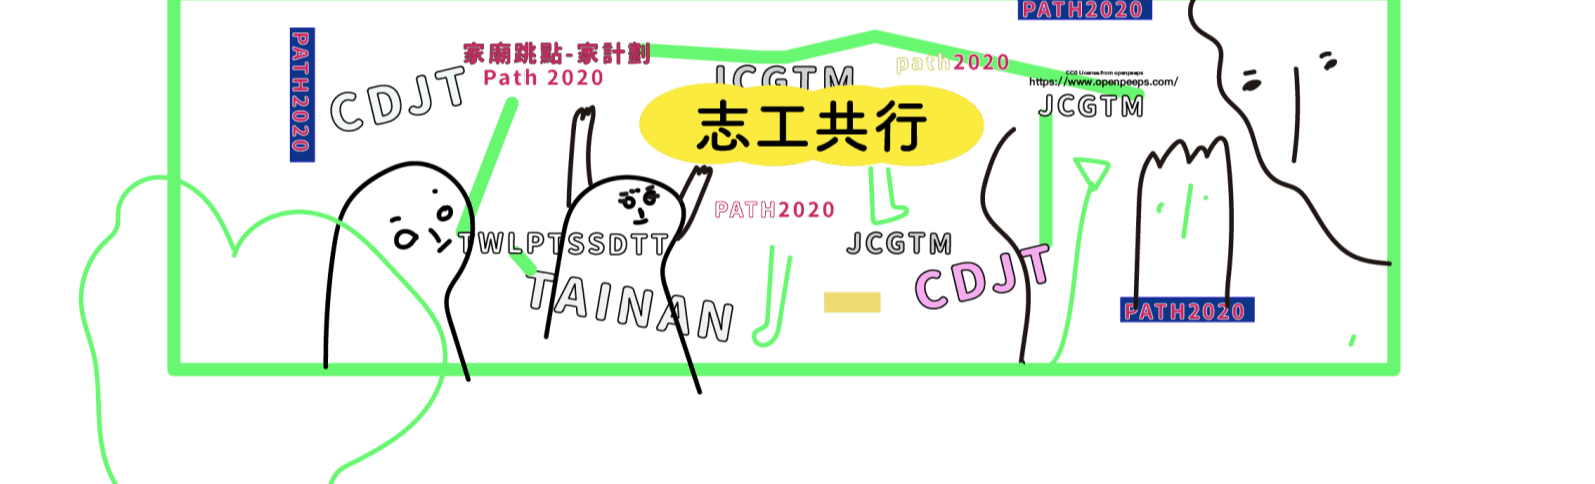 PATH2020
PATH2020
家廟跳點-家計劃
Path 2020
CDJT
JCGTM
path2020
CC0 License from openpeeps
https://www.openpeeps.com/
JCGTM
志工共行
PATH2020
TWLPTSSDTT
JCGTM
CDJT
TAINAN
PATH2020